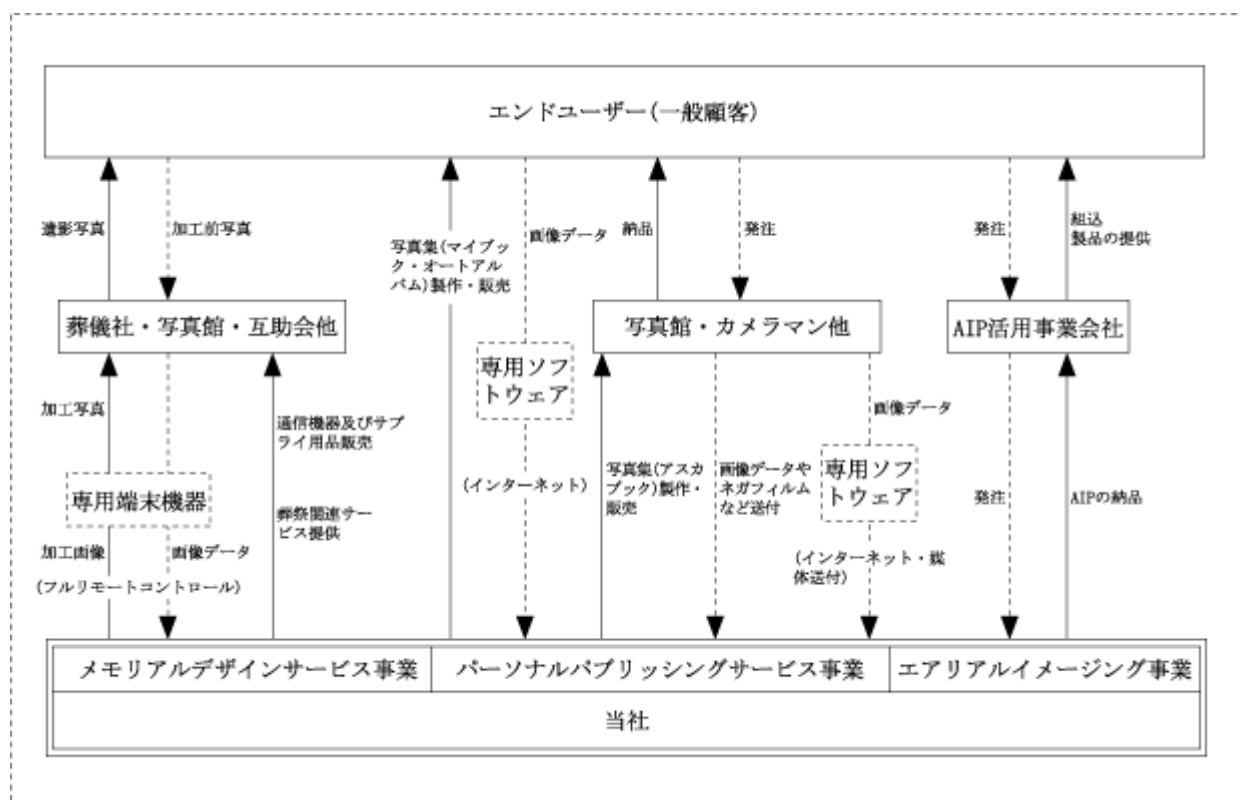 エンドユーザー(一般顧客)
遺影写真
加工前写真
写真集(マイブッ
ク・オートアル
バム)製作・販売
画像データ
納品
発注
発注
組込
製品の提供
葬儀社・写真館・互助会他
写真館・カメラマン他
AIP活用事業会社
専用ソフ
トウェア
加工写真
通信機器及びサプ
ライ用品販売
画像データ
専用端末機器
(インターネット)
写真集(アスカ
ブック)製作・
販売
画像データや
ネガフィルム
など送付
専用ソフ
トウェア
発注
AIPの納品
葬祭関連サー
ビス提供
加工画像
画像データ
(フルリモートコントロール)
(インターネット・媒
体送付)
メモリアルデザインサービス事業
パーソナルパブリッシングサービス事業
エアリアルイメージング事業
当社